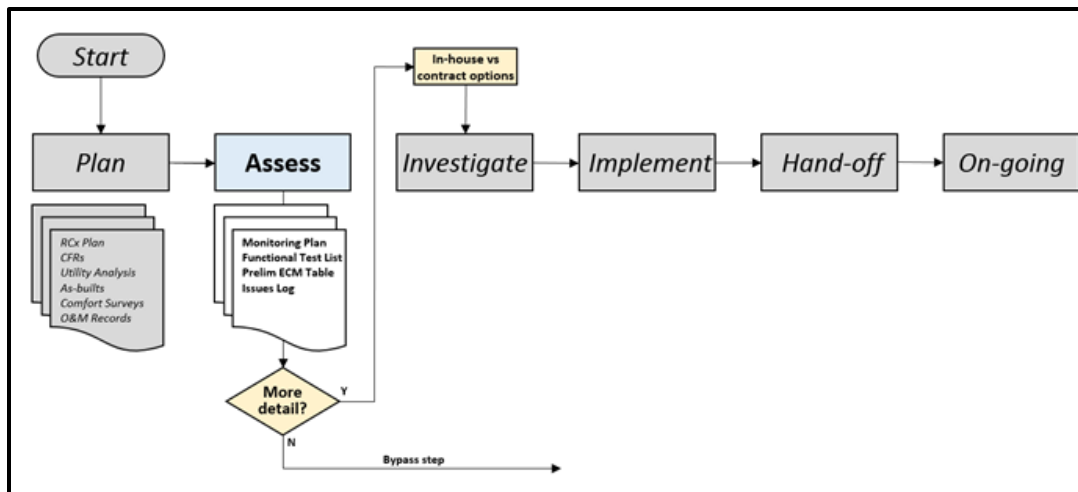 Start
In-house vs
contract options
Plan
Assess
Investigate
Implement
Hand-off
On-going
RCx Plan
CFRs
Utility Analysis
As-builts
Comfort Surveys
O&M Records
Monitoring Plan
Functional Test List
Prelim ECM Table
Issues Log
More
detail?
Y
N
Bypass step